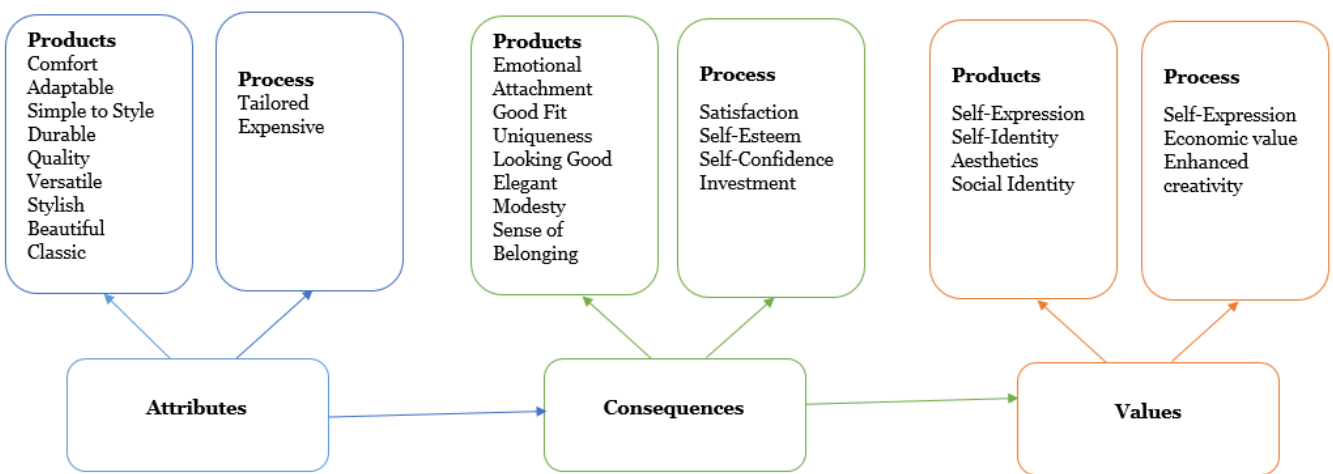 Products
Comfort
Adaptable
Simple to Style
Durable
Quality
Versatile
Stylish
Beautiful
Classic
Process
Tailored
Expensive
Products
Emotional
Attachment
Good Fit
Uniqueness
Looking Good
Elegant
Modesty
Sense of
Belonging
Process
Satisfaction
Self-Esteem
Self-Confidence
Investment
Products
Self-Expression
Self-Identity
Aesthetics
Social Identity
Process
Self-Expression
Economic value
Enhanced
creativity
Attributes
Consequences
Values